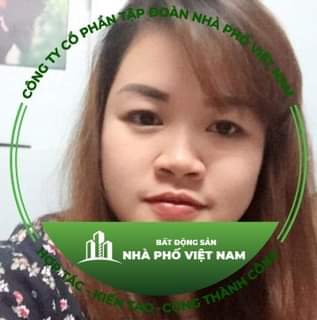 CÔNG TY CỔ PHẦN TẬP ĐOÀN NHÀ PHỐ VIỆT NAM
BẤT ĐỘNG SẢN
NHÀ PHỐ VIỆT NAM
HỢP TÁC - KIẾN TẠO - CÙNG THÀNH CÔNG